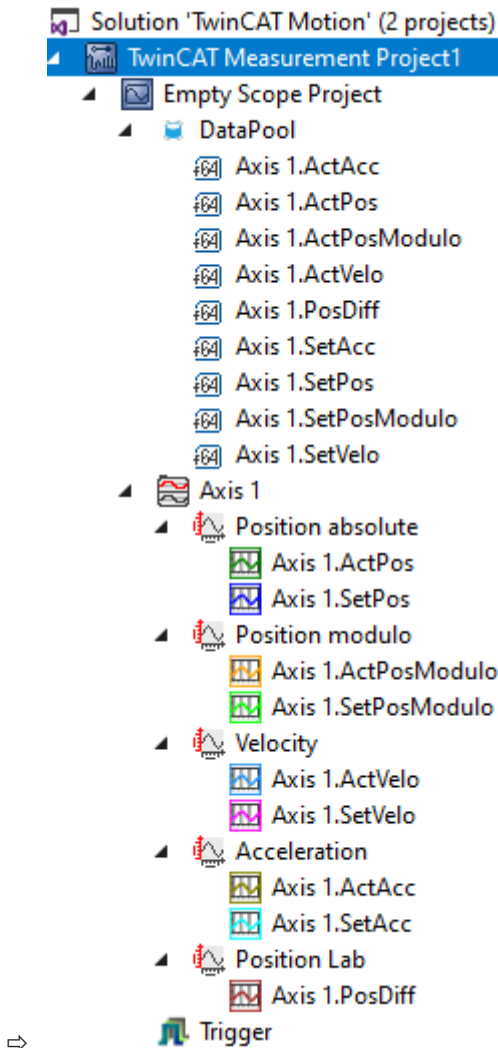 Solution 'TwinCAT Motion' (2 projects)
TwinCAT Measurement Project1
Empty Scope Project
DataPool
Axis 1.ActAcc
Axis 1.ActPos
Axis 1.ActPosModulo
Axis 1.ActVelo
Axis 1.PosDiff
Axis 1.SetAcc
Axis 1.SetPos
Axis 1.SetPosModulo
Axis 1.SetVelo
Axis 1
Position absolute
Axis 1.ActPos
Axis 1.SetPos
Position modulo
Axis 1.ActPosModulo
Axis 1.SetPosModulo
Velocity
Axis 1.ActVelo
Axis 1.SetVelo
Acceleration
Axis 1.ActAcc
Axis 1.SetAcc
Position Lab
Axis 1.PosDiff
Trigger